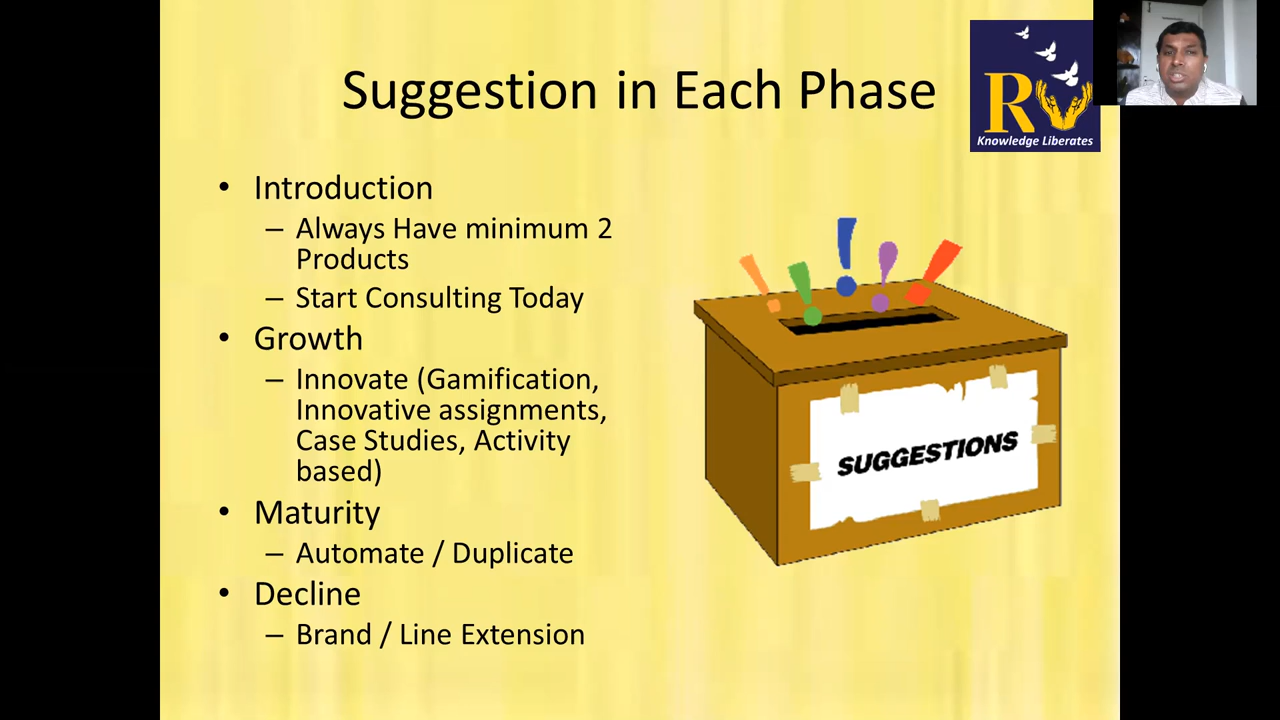 Suggestion in Each Phase
RV
Knowledge Liberates
• Introduction
– Always Have minimum 2
Products
– Start Consulting Today
• Growth
– Innovate (Gamification,
Innovative assignments,
Case Studies, Activity
based)
• Maturity
– Automate / Duplicate
• Decline
– Brand / Line Extension
SUGGESTIONS